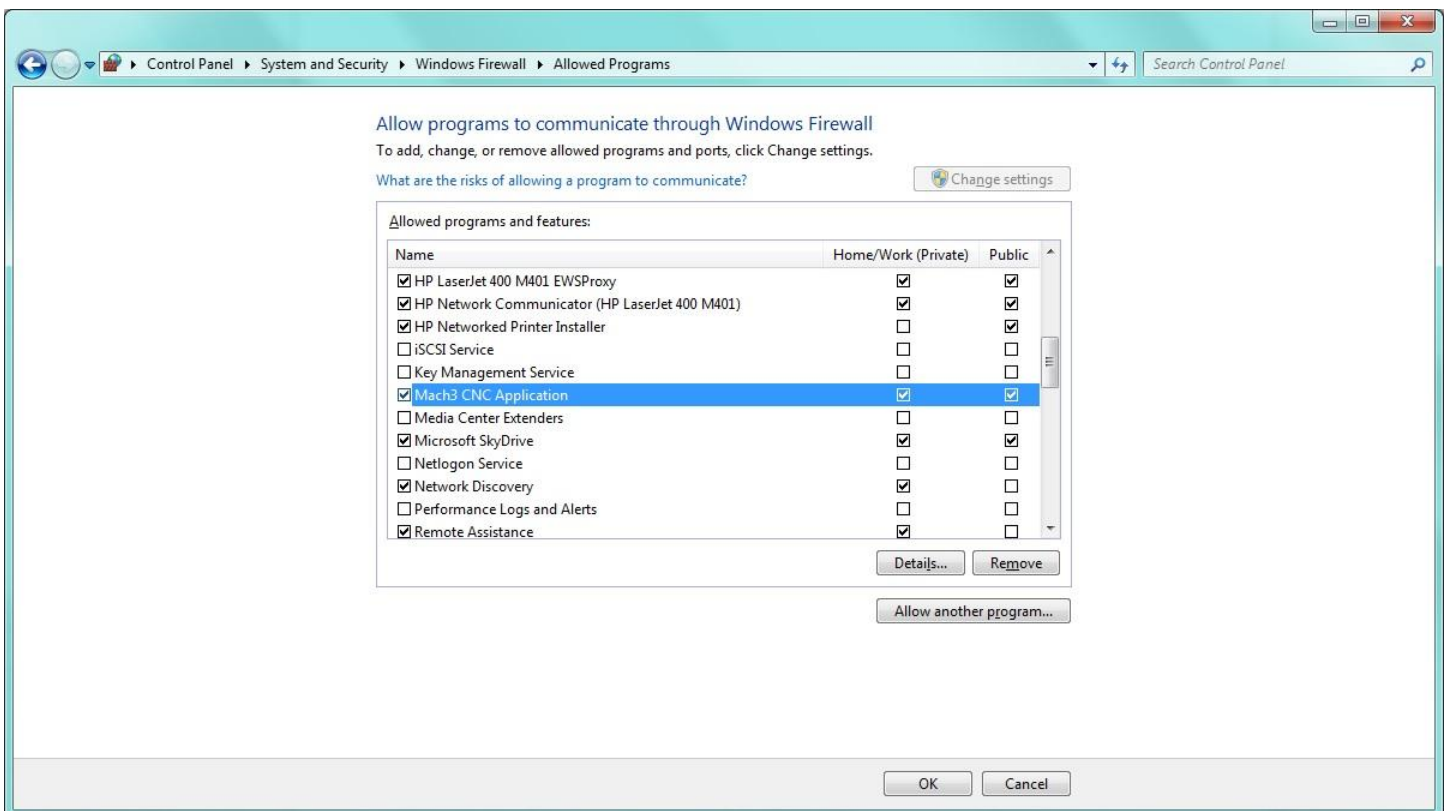 Control Panel ▸ System and Security ▸ Windows Firewall ▸ Allowed Programs
Search Control Panel
Allow programs to communicate through Windows Firewall
To add, change, or remove allowed programs and ports, click Change settings.
What are the risks of allowing a program to communicate?
Change settings
Allowed programs and features:
Name Home/Work (Private) Public
HP LaserJet 400 M401 EWSProxy
HP Network Communicator (HP LaserJet 400 M401)
HP Networked Printer Installer
iSCSI Service
Key Management Service
Mach3 CNC Application
Media Center Extenders
Microsoft SkyDrive
Netlogon Service
Network Discovery
Performance Logs and Alerts
Remote Assistance
Details... Remove
Allow another program...
OK Cancel